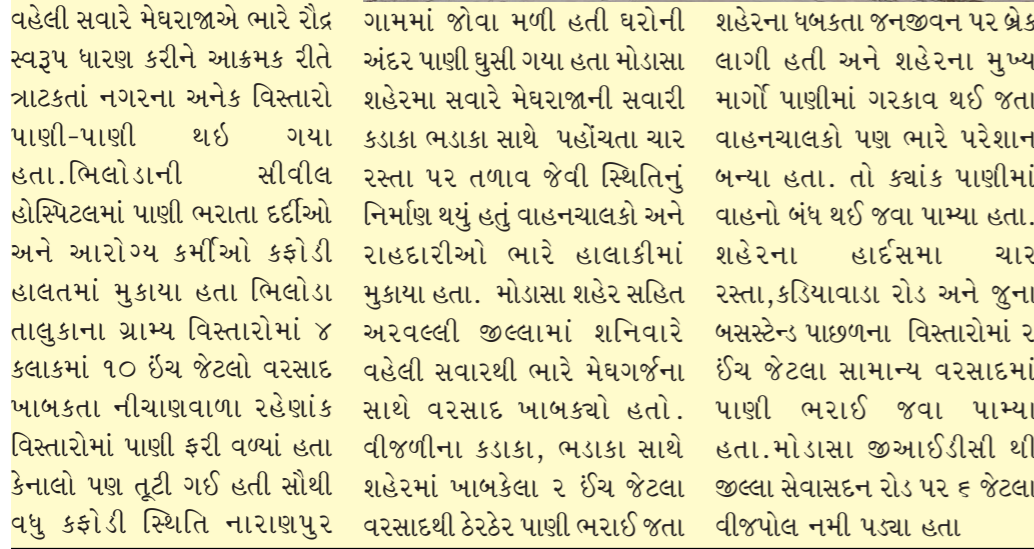 વહેલી સવારે મેઘરાજાએ ભારે રૌદ્ર
સ્વરૂપ ધારણ કરીને આક્રમક રીતે
ત્રાટકતાં નગરના અનેક વિસ્તારો
પાણી-પાણી થઇ ગયા
હતા.ભિલોડાની સીવીલ
હોસ્પિટલમાં પાણી ભરાતા દર્દીઓ
અને આરોગ્ય કર્મીઓ કફોડી
હાલતમાં મુકાયા હતા ભિલોડા
તાલુકાના ગ્રામ્ય વિસ્તારોમાં ૪
કલાકમાં ૧૦ ઇંચ જેટલો વરસાદ
ખાબકતા નીચાણવાળા રહેણાંક
વિસ્તારોમાં પાણી ફરી વળ્યાં હતા
કેનાલો પણ તૂટી ગઈ હતી સૌથી
વધુ કફોડી સ્થિતિ નારાણપુર
ગામમાં જોવા મળી હતી ઘરોની
અંદર પાણી ઘુસી ગયા હતા મોડાસા
શહેરમા સવારે મેઘરાજાની સવારી
કડાકા ભડાકા સાથે પહોંચતા ચાર
રસ્તા પર તળાવ જેવી સ્થિતિનું
નિર્માણ થયું હતું વાહનચાલકો અને
રાહદારીઓ ભારે હાલાકીમાં
મુકાયા હતા. મોડાસા શહેર સહિત
અરવલ્લી જીલ્લામાં શનિવારે
વહેલી સવારથી ભારે મેઘગર્જના
સાથે વરસાદ ખાબક્યો હતો.
વીજળીના કડાકા, ભડાકા સાથે
શહેરમાં ખાબકેલા ૨ ઈંચ જેટલા
વરસાદથી ઠેરઠેર પાણી ભરાઈ જતા
શહેરના ધબકતા જનજીવન પર બ્રેક
લાગી હતી અને શહેરના મુખ્ય
માર્ગો પાણીમાં ગરકાવ થઈ જતા
વાહનચાલકો પણ ભારે પરેશાન
બન્યા હતા. તો ક્યાંક પાણીમાં
વાહનો બંધ થઈ જવા પામ્યા હતા.
શહેરના હાર્દસમા ચાર
રસ્તા,કડિયાવાડા રોડ અને જુના
બસસ્ટેન્ડ પાછળના વિસ્તારોમાં ૨
ઈંચ જેટલા સામાન્ય વરસાદમાં
પાણી ભરાઈ જવા પામ્યા
હતા.મોડાસા જીઆઈડીસી થી
જીલ્લા સેવાસદન રોડ પર ૬ જેટલા
વીજપોલ નમી પડ્યા હતા